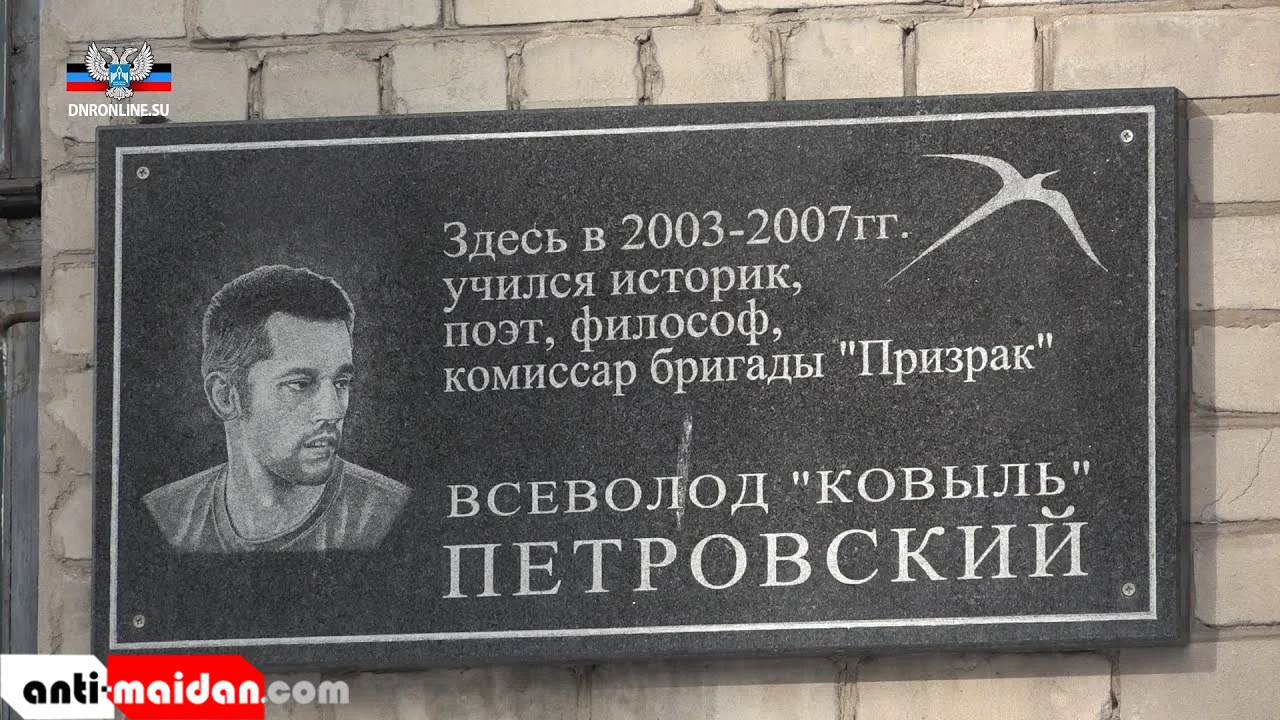 DNRONLINE.SU
Здесь в 2003-2007гг.
учился историк,
поэт, философ,
комиссар бригады "Призрак"
ВСЕВОЛОД "КОВЫЛЬ"
ПЕТРОВСКИЙ
anti-maidan.com